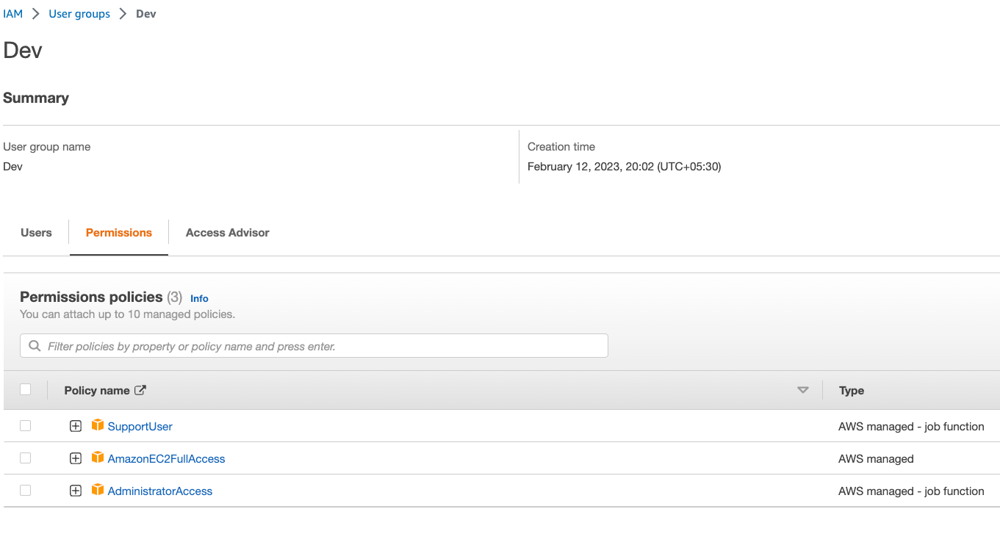 IAM > User groups > Dev
Dev
Summary
User group name
Dev
Creation time
February 12, 2023, 20:02 (UTC+05:30)
Users Permissions Access Advisor
Permissions policies (3) Info
You can attach up to 10 managed policies.
Filter policies by property or policy name and press enter.
Policy name Type
SupportUser AWS managed - job function
AmazonEC2FullAccess AWS managed
AdministratorAccess AWS managed - job function